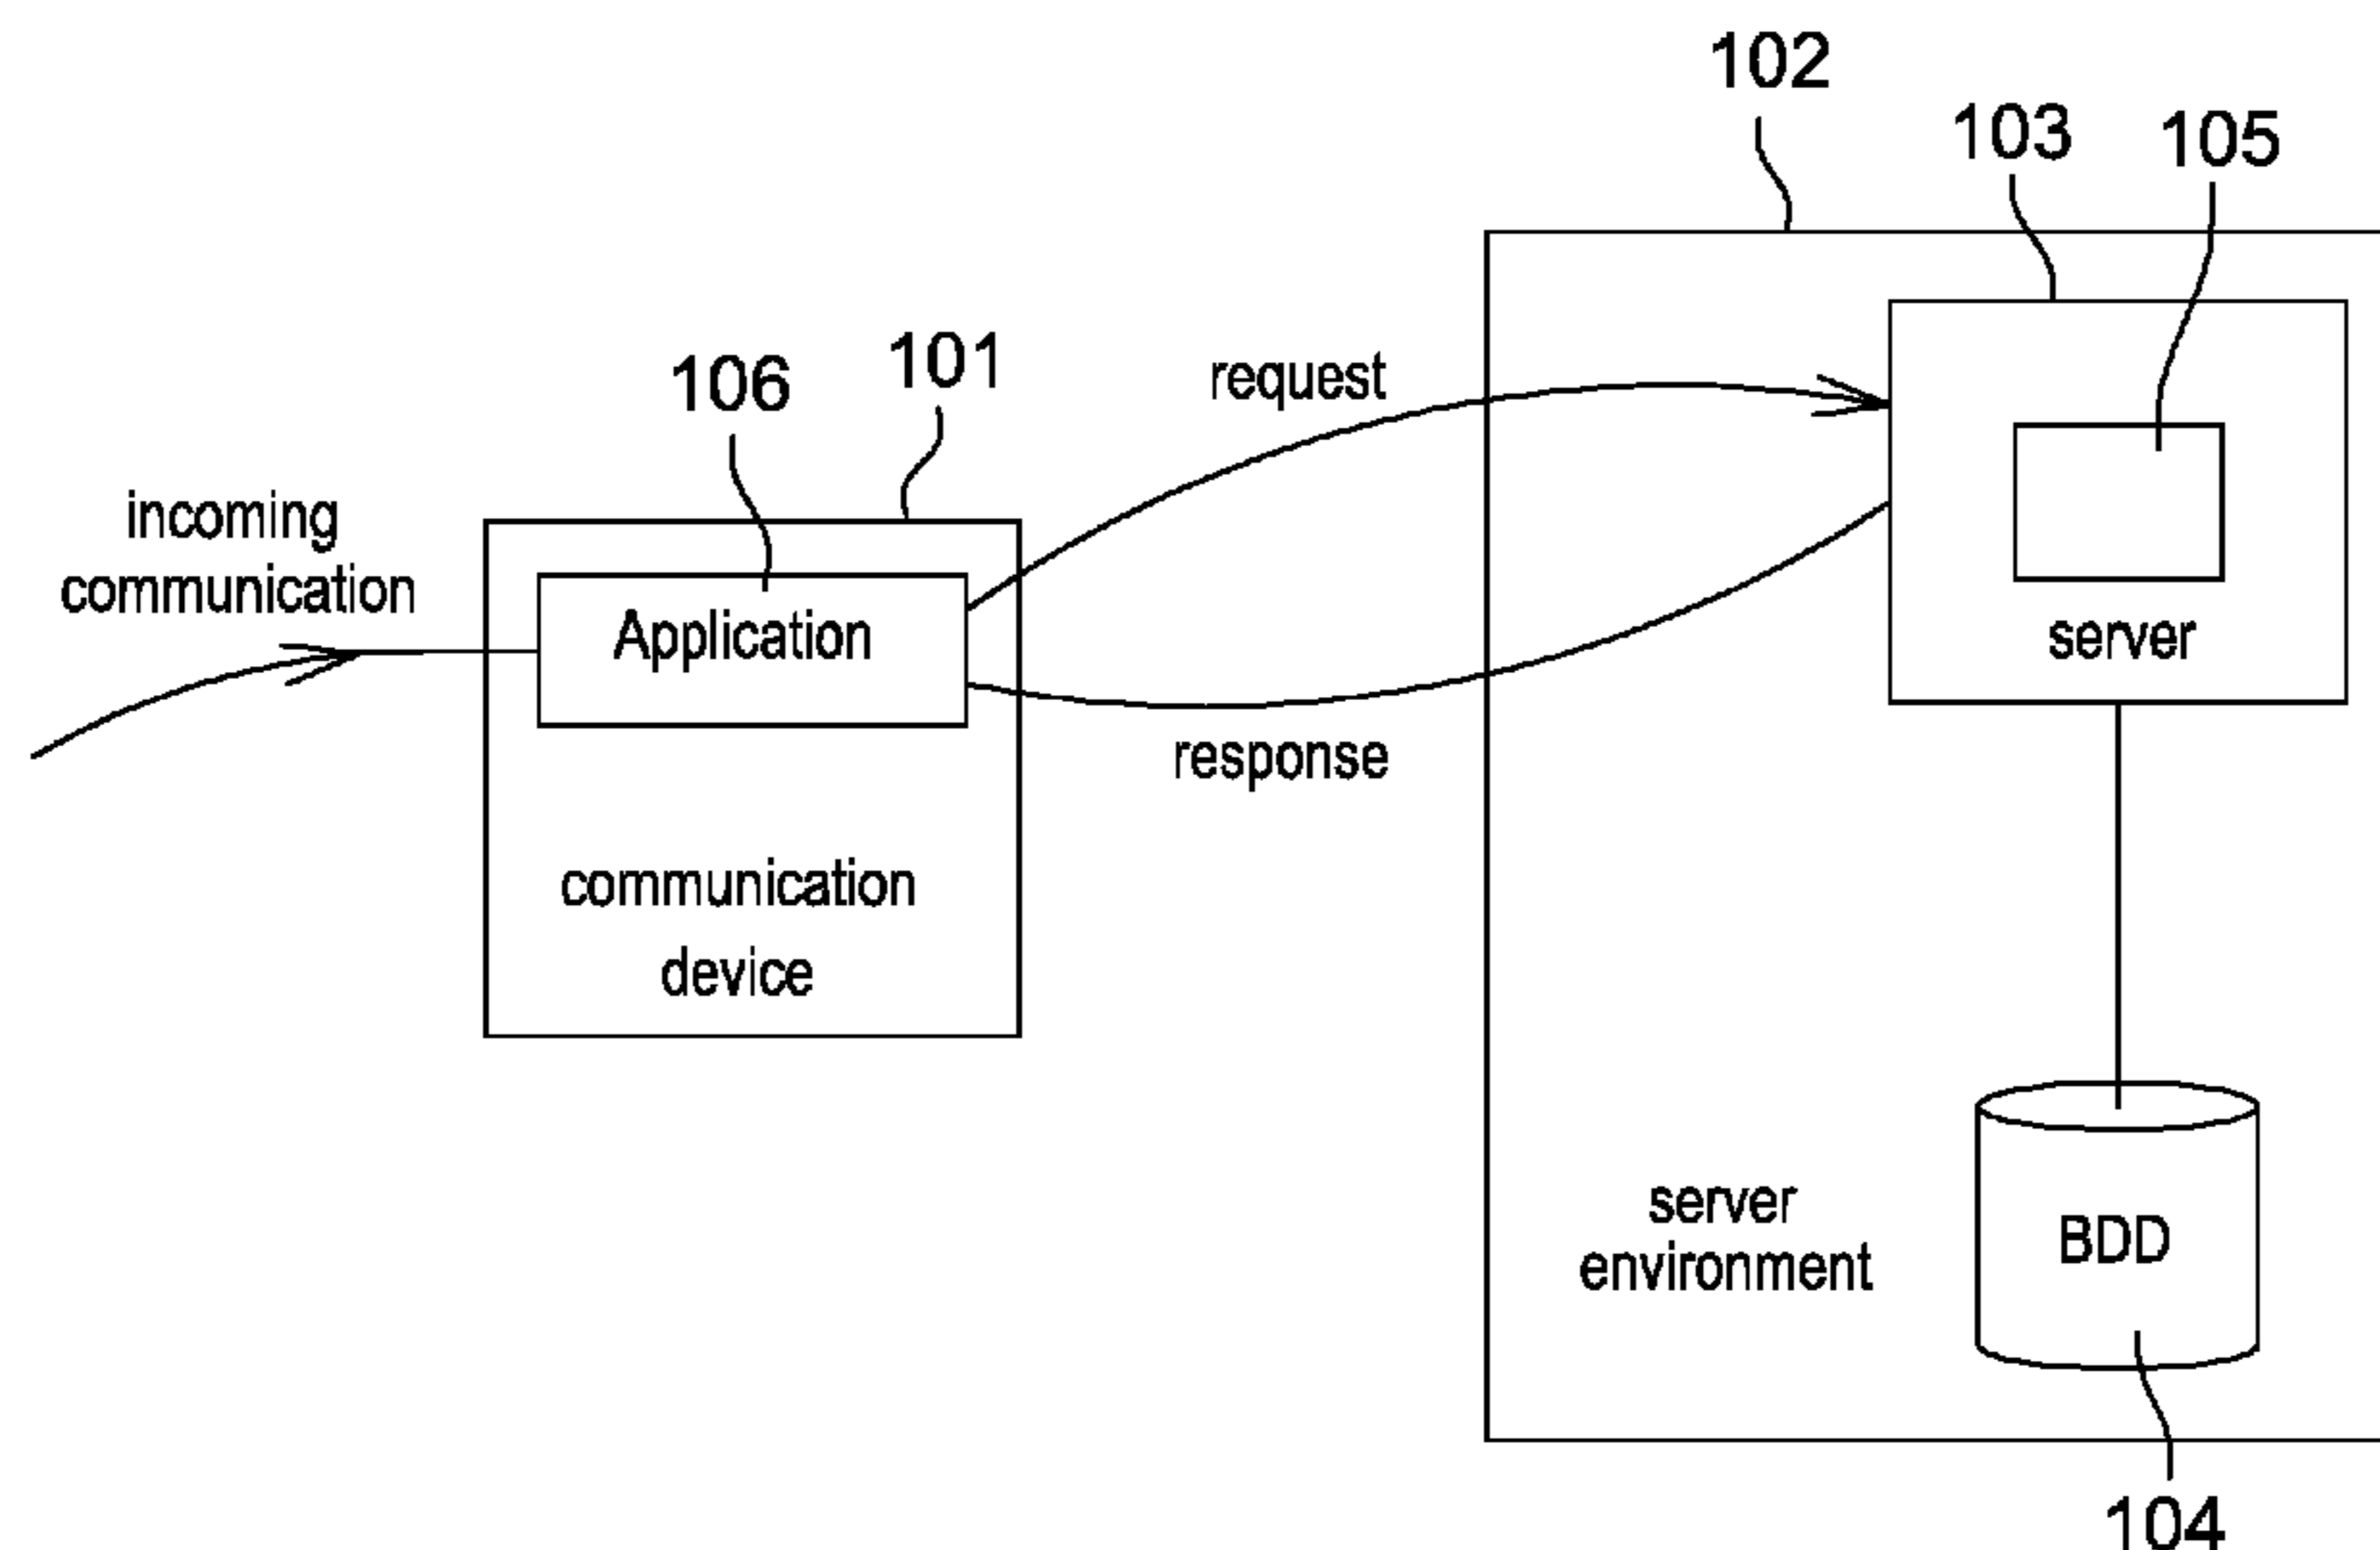 102
103
105
101
106
request
incoming
communication
Application
server
response
communication
device
server
environment
BDD
104